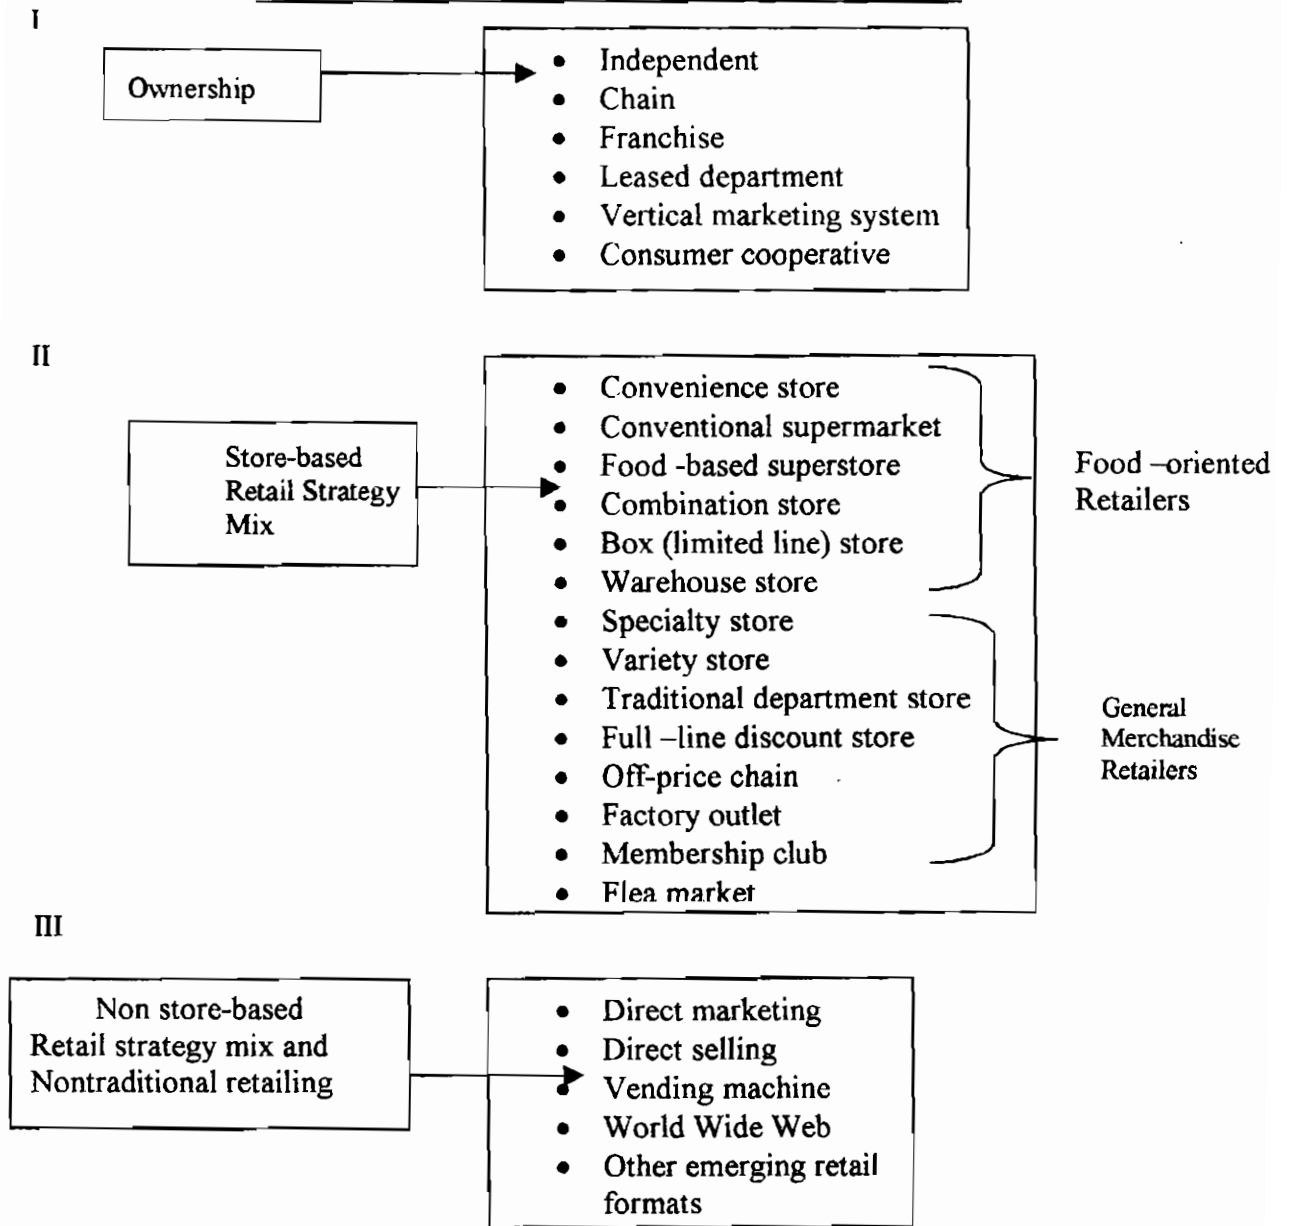 I
Ownership
• Independent
• Chain
• Franchise
• Leased department
• Vertical marketing system
• Consumer cooperative
II
Store-based
Retail Strategy
Mix
• Convenience store
• Conventional supermarket
• Food -based superstore
• Combination store
• Box (limited line) store
• Warehouse store
• Specialty store
• Variety store
• Traditional department store
• Full –line discount store
• Off-price chain
• Factory outlet
• Membership club
• Flea market
Food –oriented
Retailers
General
Merchandise
Retailers
III
Non store-based
Retail strategy mix and
Nontraditional retailing
• Direct marketing
• Direct selling
• Vending machine
• World Wide Web
• Other emerging retail
formats